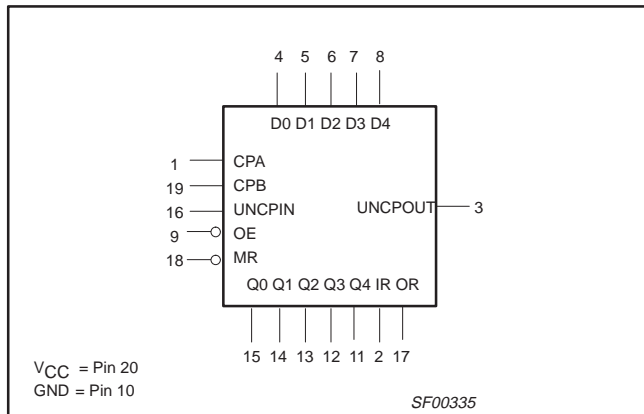 4 5 6 7 8
D0 D1 D2 D3 D4
1 CPA
19 CPB
16 UNCPIN UNCPOUT 3
9 OE
18 MR
Q0 Q1 Q2 Q3 Q4 IR OR
15 14 13 12 11 2 17
VCC = Pin 20
GND = Pin 10
SF00335